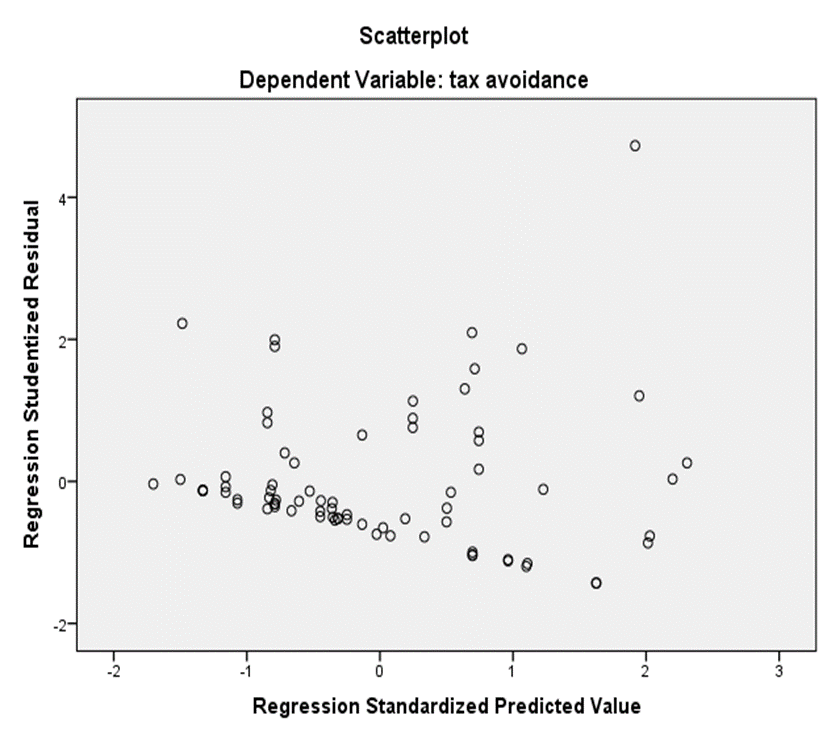 Scatterplot
Dependent Variable: tax avoidance
Regression Studentized Residual
4
2
0
-2
-2 -1 0 1 2 3
Regression Standardized Predicted Value